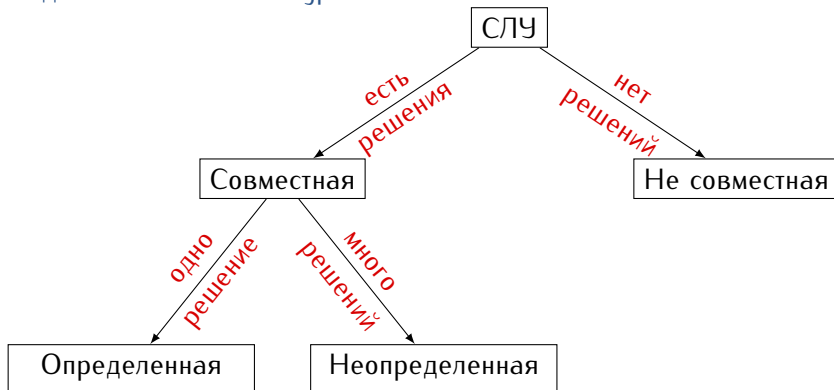 СЛУ
есть
решения
нет
решений
Совместная
Не совместная
одно
решение
много
решений
Определенная
Неопределенная